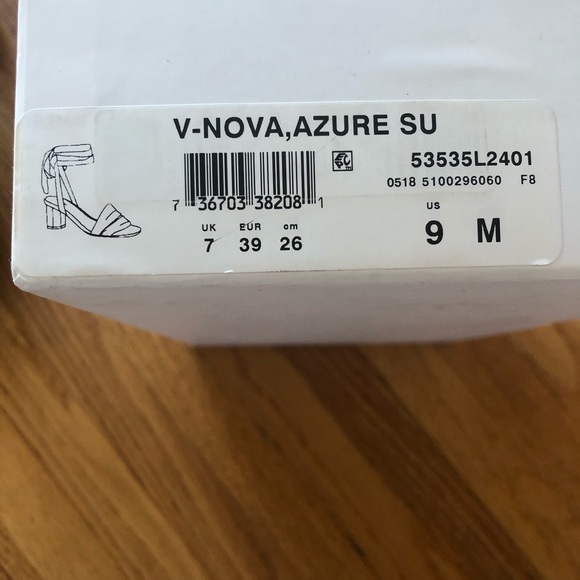 V-NOVA,AZURE SU
53535L2401
7 36703 38208 1
0518 5100296060 F8
UK EUR cm
7 39 26
US
9 M